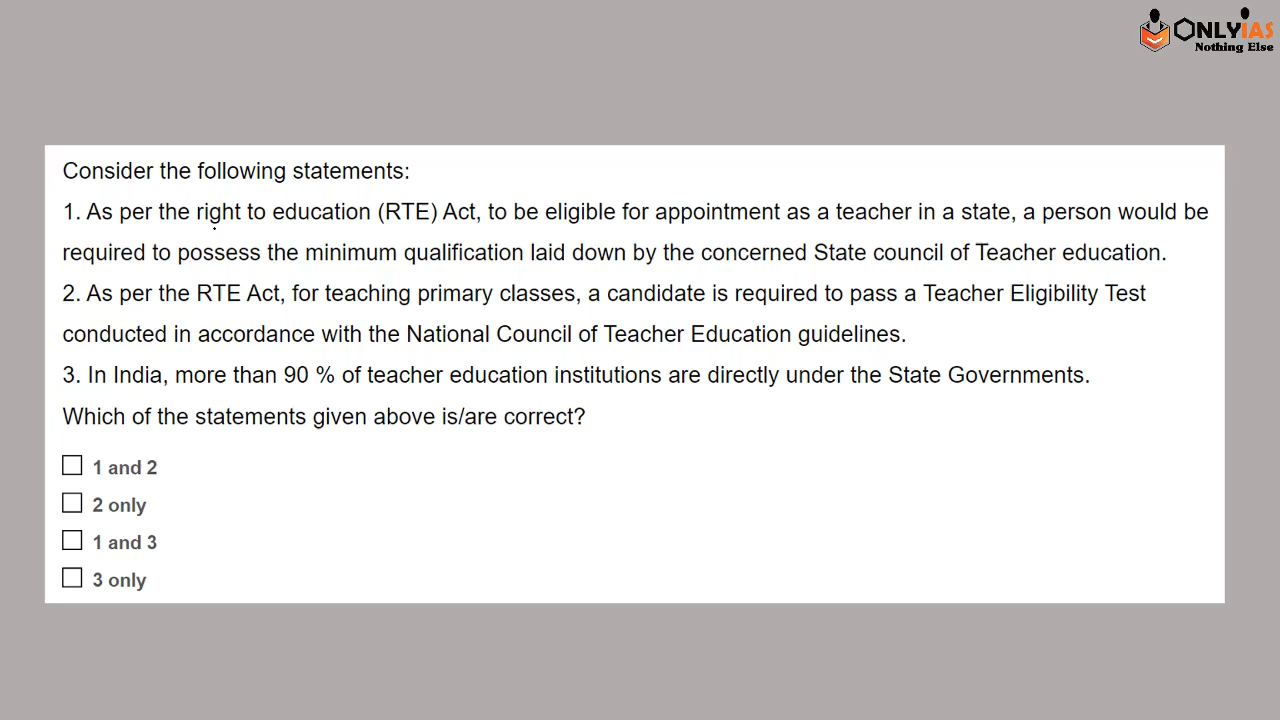 ONLYIAS
Nothing Else
Consider the following statements:
1. As per the right to education (RTE) Act, to be eligible for appointment as a teacher in a state, a person would be
required to possess the minimum qualification laid down by the concerned State council of Teacher education.
2. As per the RTE Act, for teaching primary classes, a candidate is required to pass a Teacher Eligibility Test
conducted in accordance with the National Council of Teacher Education guidelines.
3. In India, more than 90 % of teacher education institutions are directly under the State Governments.
Which of the statements given above is/are correct?
1 and 2
2 only
1 and 3
3 only